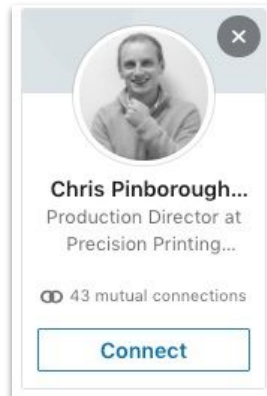 Chris Pinborough...
Production Director at
Precision Printing...
43 mutual connections
Connect